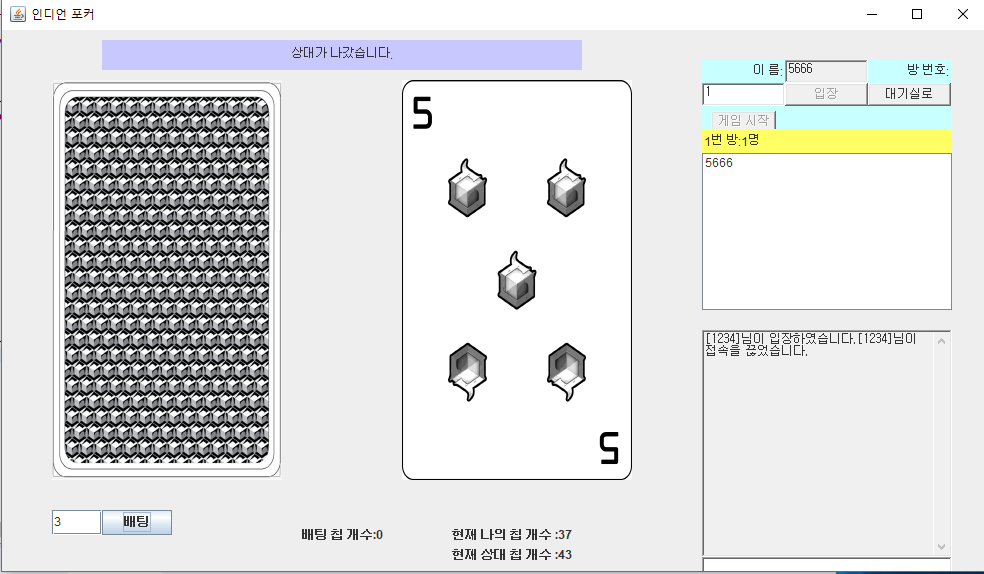 인디언 포커
상대가 나갔습니다.
이 름:
5666
방 번호:
1
입장
대기실로
게임 시작
1번 방:1명
5666
5
5
[1234]님이 입장하였습니다.[1234]님이
접속을 끊었습니다.
3
배팅
배팅 칩 개수:0
현재 나의 칩 개수 :37
현재 상대 칩 개수 :43